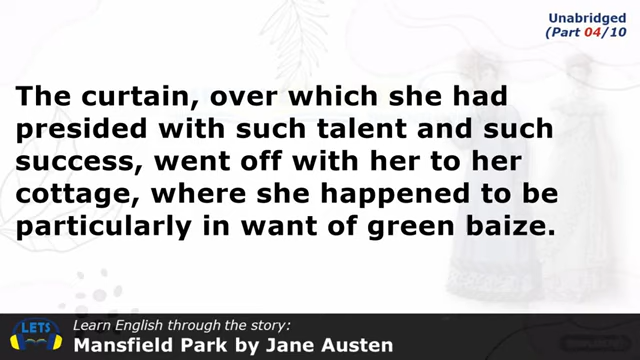 Unabridged
(Part 04/10
The curtain, over which she had
presided with such talent and such
success, went off with her to her
cottage, where she happened to be
particularly in want of green baize.
LETS
Learn English through the story:
Mansfield Park by Jane Austen